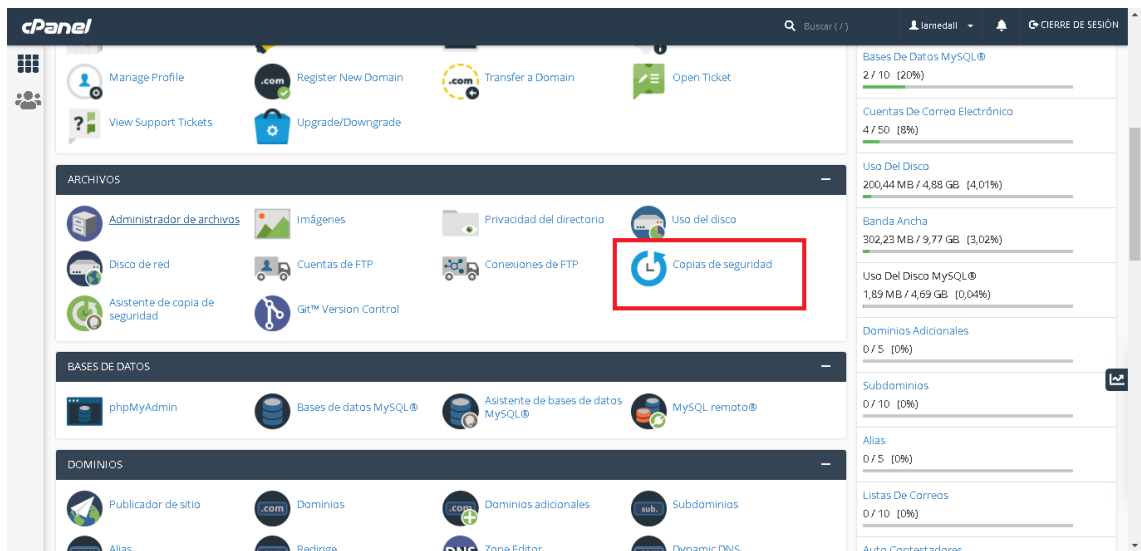 cPanel
Buscar ( / )
lamedall
CIERRE DE SESIÓN
Manage Profile
Register New Domain
Transfer a Domain
Open Ticket
View Support Tickets
Upgrade/Downgrade
ARCHIVOS
Administrador de archivos
Imágenes
Privacidad del directorio
Uso del disco
Disco de red
Cuentas de FTP
Conexiones de FTP
Copias de seguridad
Asistente de copia de
seguridad
Git™ Version Control
BASES DE DATOS
phpMyAdmin
Bases de datos MySQL®
Asistente de bases de datos
MySQL®
MySQL remoto®
DOMINIOS
Publicador de sitio
Dominios
Dominios adicionales
Subdominios
Alias
Redirige
Zone Editor
Dynamic DNS
Bases De Datos MySQL®
2 / 10 (20%)
Cuentas De Correo Electrónico
4 / 50 (8%)
Uso Del Disco
200,44 MB / 4,88 GB (4,01%)
Banda Ancha
302,23 MB / 9,77 GB (3,02%)
Uso Del Disco MySQL®
1,89 MB / 4,69 GB (0,04%)
Dominios Adicionales
0 / 5 (0%)
Subdominios
0 / 10 (0%)
Alias
0 / 5 (0%)
Listas De Correos
0 / 10 (0%)
Auto Contestadores